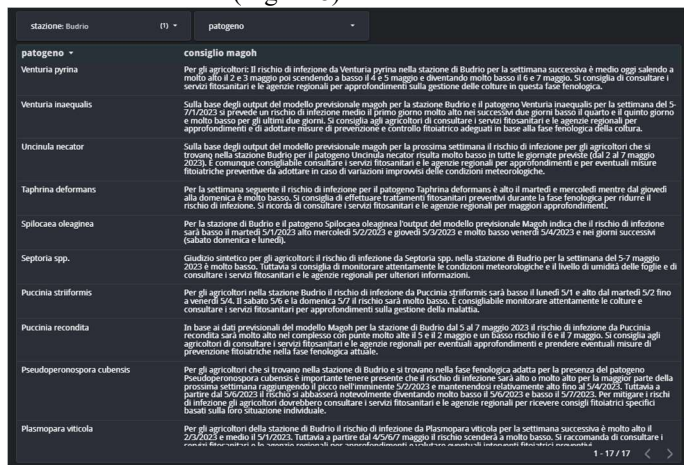 stazione: Budrio (1)
patogeno
patogeno
consiglio magoh
Venturia pyrina
Per gli agricoltori: Il rischio di infezione da Venturia pyrina nella stazione di Budrio per la settimana successiva è medio oggi salendo a
molto alto il 2 e 3 maggio poi scendendo a basso il 4 e 5 maggio e diventando molto basso il 6 e 7 maggio. Si consiglia di consultare i
servizi fitosanitari e le agenzie regionali per approfondimenti sulla gestione delle colture in questa fase fenologica.
Venturia inaequalis
Sulla base degli output del modello previsionale magoh per la stazione Budrio e il patogeno Venturia inaequalis per la settimana del 5-
7/1/2023 si prevede un rischio di infezione medio il primo giorno molto alto nei successivi due giorni basso il quarto e il quinto giorno
e molto basso per gli ultimi due giorni. Si consiglia agli agricoltori di consultare i servizi fitosanitari e le agenzie regionali per
approfondimenti e di adottare misure di prevenzione e controllo fitoiatrico adeguati in base alla fase fenologica della coltura.
Uncinula necator
Sulla base degli output del modello previsionale magoh per la prossima settimana il rischio di infezione per gli agricoltori che si
trovano nella stazione Budrio per il patogeno Uncinula necator risulta molto basso in tutte le giornate previste (dal 2 al 7 maggio
2023). È comunque consigliabile consultare i servizi fitosanitari e le agenzie regionali per approfondimenti e per eventuali misure
fitoiatriche preventive da adottare in caso di variazioni improvvisi delle condizioni meteorologiche.
Taphrina deformans
Per la settimana seguente il rischio di infezione per il patogeno Taphrina deformans è alto il martedì e mercoledì mentre dal giovedì
alla domenica è molto basso. Si consiglia di effettuare trattamenti fitosanitari preventivi durante la fase fenologica per ridurre il
rischio di infezione. Si ricorda di consultare i servizi fitosanitari e le agenzie regionali per maggiori approfondimenti.
Spilocaea oleaginea
Per la stazione di Budrio e il patogeno Spilocaea oleaginea l'output del modello previsionale Magoh indica che il rischio di infezione
sarà basso il martedì 5/1/2023 alto mercoledì 5/2/2023 e giovedì 5/3/2023 e molto basso venerdì 5/4/2023 e nei giorni successivi
(sabato domenica e lunedì).
Septoria spp.
Giudizio sintetico per gli agricoltori: il rischio di infezione da Septoria spp. nella stazione di Budrio per la settimana del 5-7 maggio
2023 è molto basso. Tuttavia si consiglia di monitorare attentamente le condizioni meteorologiche e il livello di umidità delle foglie e di
consultare i servizi fitosanitari e le agenzie regionali per ulteriori informazioni.
Puccinia striiformis
Per gli agricoltori nella stazione Budrio il rischio di infezione da Puccinia striiformis sarà basso il lunedì 5/1 e alto dal martedì 5/2 fino
a venerdì 5/4. Il sabato 5/6 e la domenica 5/7 il rischio sarà molto basso. È consigliabile monitorare attentamente le colture e
consultare i servizi fitosanitari per approfondimenti sulla gestione della malattia.
Puccinia recondita
In base ai dati previsionali del modello Magoh per la stazione di Budrio dal 5 al 7 maggio 2023 il rischio di infezione da Puccinia
recondita sarà molto alto nel complesso con punte molto alte il 5 e il 2 maggio e un basso rischio il 6 e il 7 maggio. Si consiglia agli
agricoltori di consultare i servizi fitosanitari e le agenzie regionali per eventuali approfondimenti e prendere eventuali misure di
prevenzione fitoiatriche nella fase fenologica attuale.
Pseudoperonospora cubensis
Per gli agricoltori che si trovano nella stazione di Budrio e si trovano nella fase fenologica adatta per la presenza del patogeno
Pseudoperonospora cubensis è importante tenere presente che il rischio di infezione sarà alto o molto alto per la maggior parte della
prossima settimana raggiungendo il picco nell'imminente 5/2/2023 e mantenendosi relativamente alto fino al 5/4/2023. Tuttavia a
partire dal 5/6/2023 il rischio si abbasserà notevolmente diventando molto basso il 5/6/2023 e basso il 5/7/2023. Per mitigare i rischi
di infezione gli agricoltori dovrebbero consultare i servizi fitosanitari e le agenzie regionali per ricevere consigli fitoiatrici specifici
basati sulla loro situazione individuale.
Plasmopara viticola
Per gli agricoltori della stazione di Budrio il rischio di infezione da Plasmopara viticola per la settimana successiva è molto alto il
2/3/2023 e medio il 5/1/2023. Tuttavia a partire dal 4/5/6/7 maggio il rischio scenderà a molto basso. Si raccomanda di consultare i
1 - 17 / 17